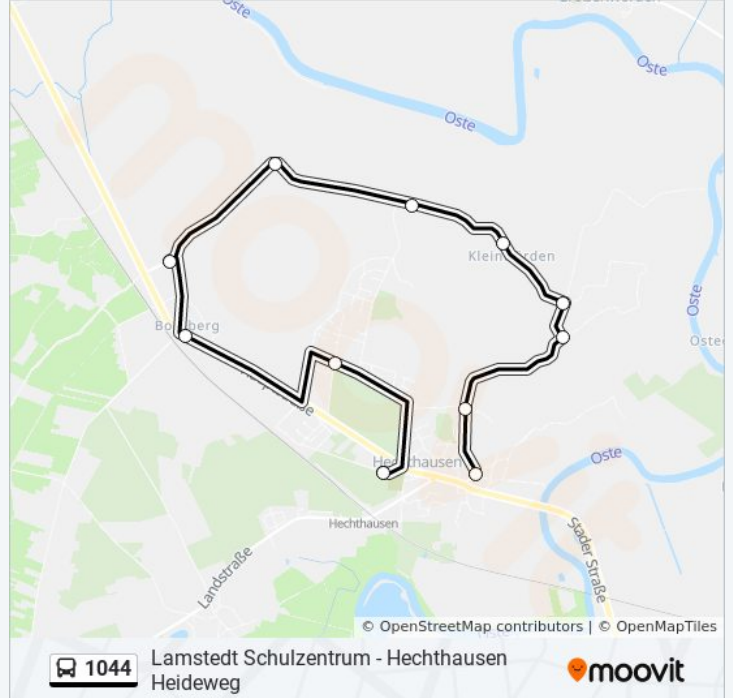 Oste
Oste
Oste
Oste
Hechthausen
Oste
Hechthausen
Stader Straße
Landstraße
© OpenStreetMap contributors | © OpenMapTiles
1044
Lamstedt Schulzentrum - Hechthausen
Heideweg
moovit